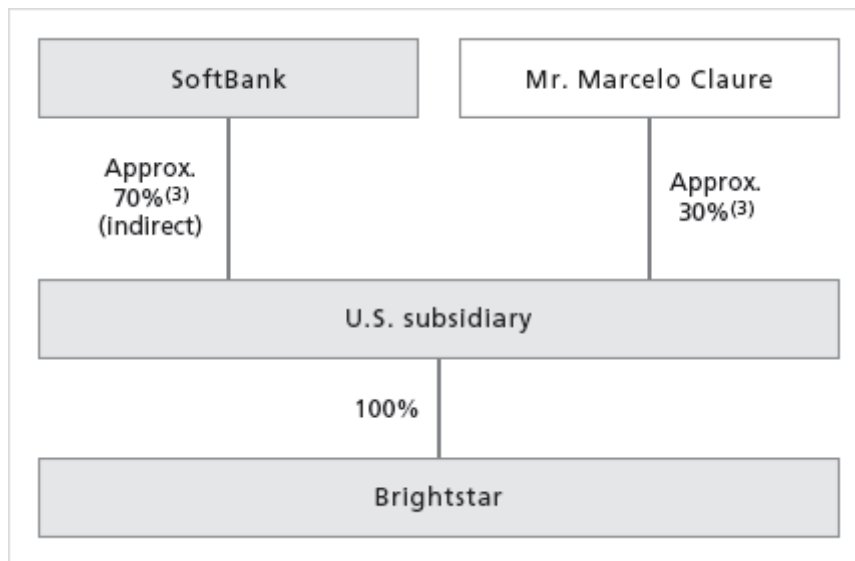 SoftBank
Mr. Marcelo Claure
Approx.
70%(3)
(indirect)
Approx.
30%(3)
U.S. subsidiary
100%
Brightstar